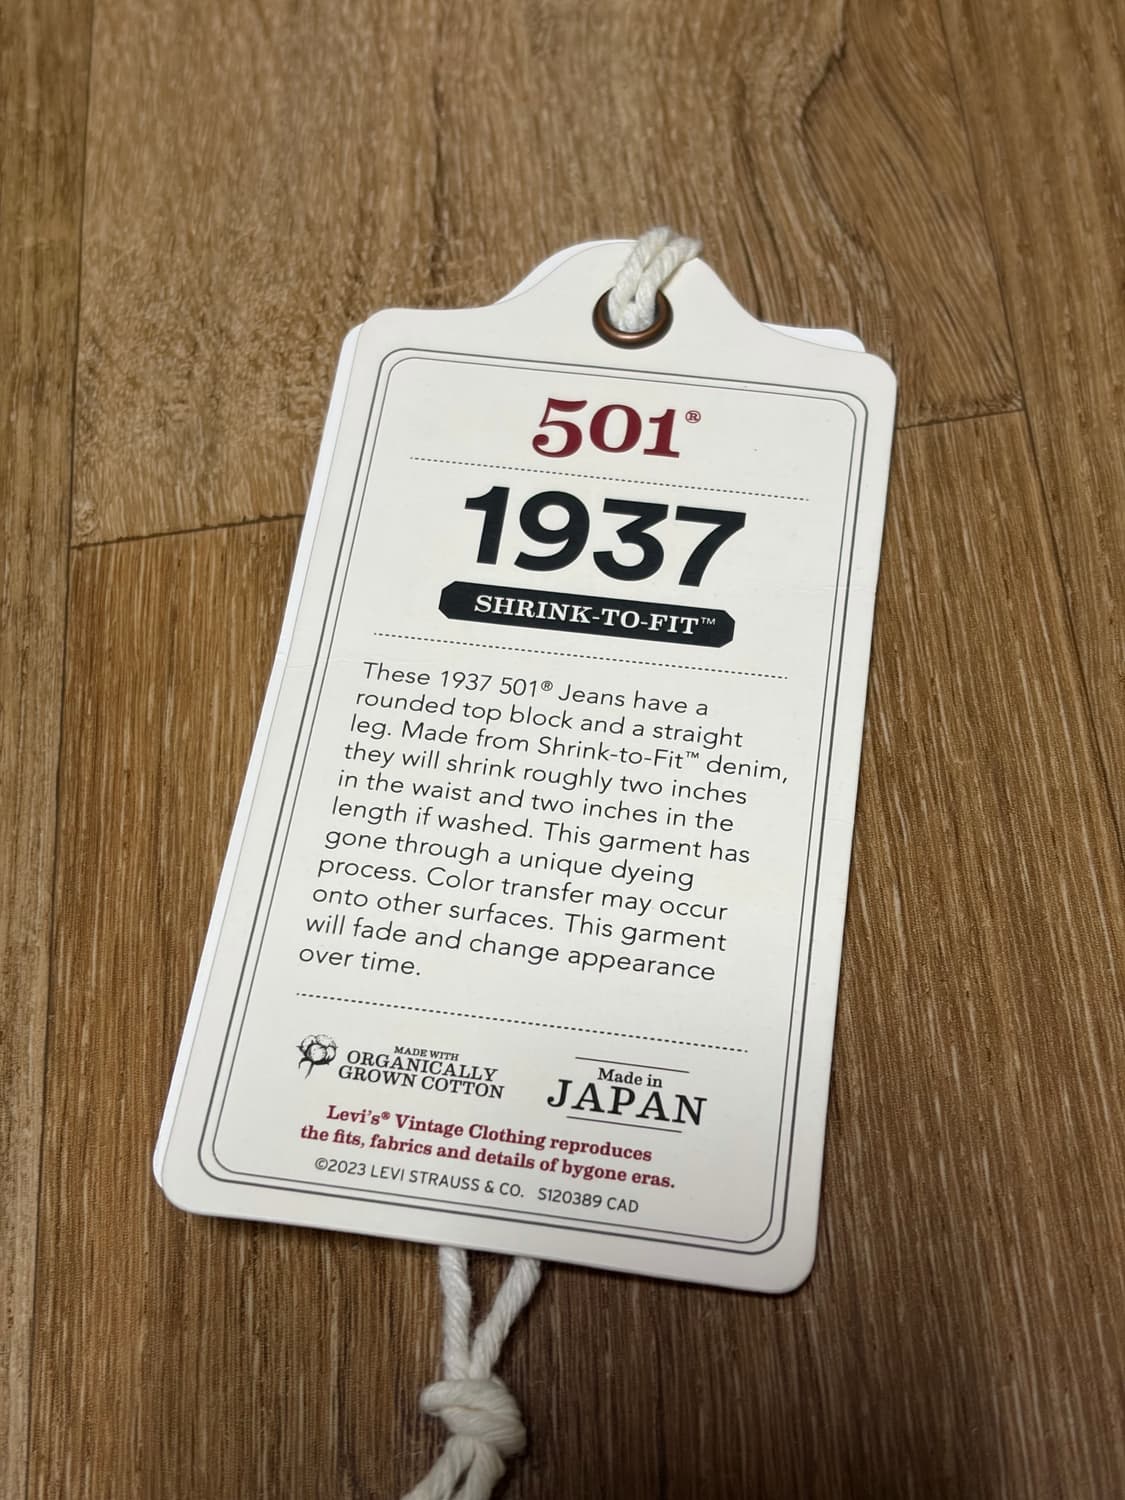 501®
1937
SHRINK-TO-FIT™
These 1937 501® Jeans have a
rounded top block and a straight
leg. Made from Shrink-to-Fit™ denim,
they will shrink roughly two inches
in the waist and two inches in the
length if washed. This garment has
gone through a unique dyeing
process. Color transfer may occur
onto other surfaces. This garment
will fade and change appearance
over time.
MADE WITH
ORGANICALLY
GROWN COTTON
Made in
JAPAN
Levi's® Vintage Clothing reproduces
the fits, fabrics and details of bygone eras.
©2023 LEVI STRAUSS & CO. S120389 CAD